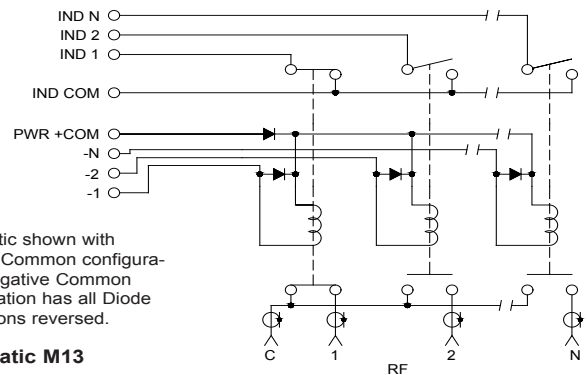 IND N
IND 2
IND 1
IND COM
PWR +COM
-N
-2
-1
tic shown with
Common configura-
gative Common
ation has all Diode
ons reversed.
atic M13
C 1 2 N
RF